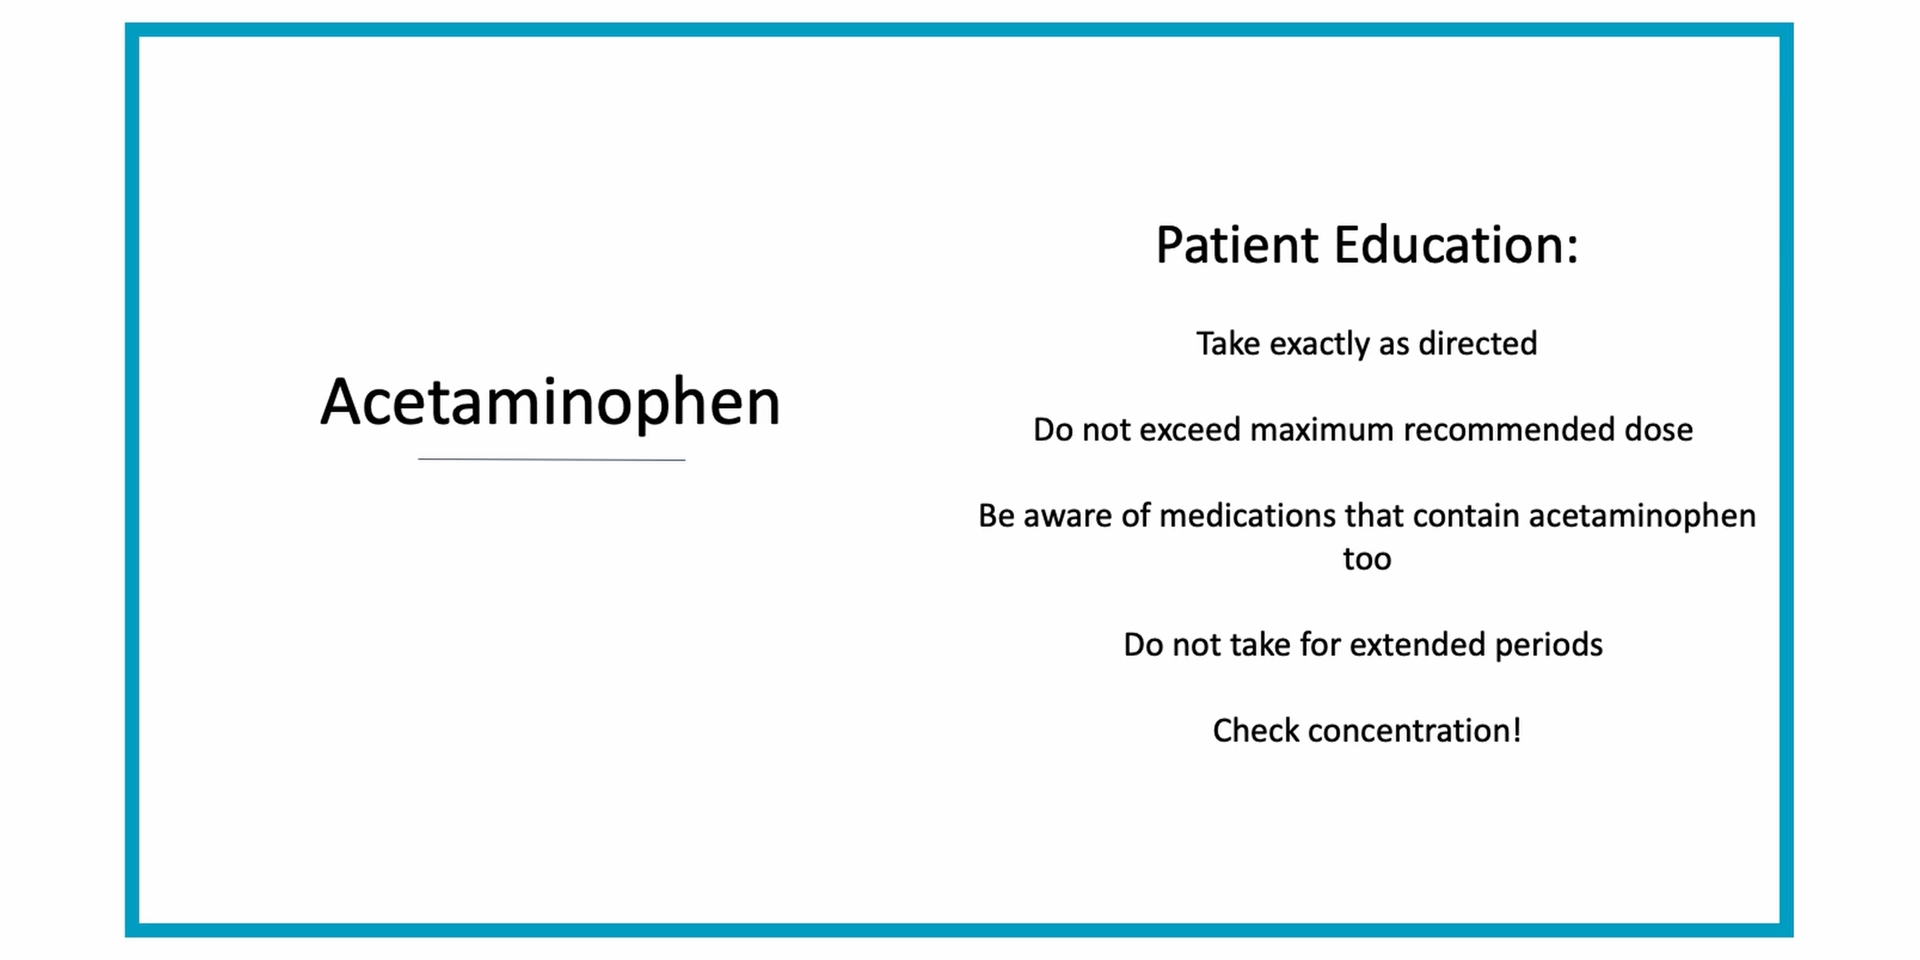 Acetaminophen
Patient Education:
Take exactly as directed
Do not exceed maximum recommended dose
Be aware of medications that contain acetaminophen
too
Do not take for extended periods
Check concentration!